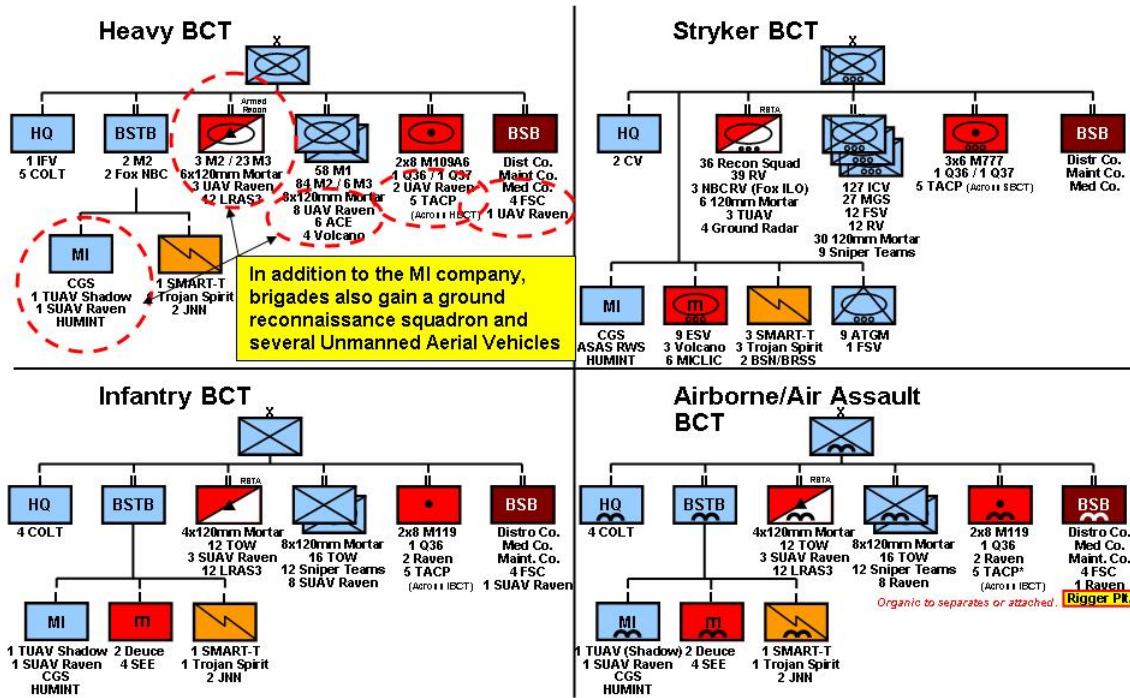 Heavy BCT
X
HQ
1 IFV
5 COLT
BSTB
2 M2
2 Fox NBC
Armed
Recon
3 M2 / 23 M3
6x120mm Mortar
3 UAV Raven
12 LRAS3
58 M1
84 M2 / 6 M3
8x120mm Mortar
8 UAV Raven
6 ACE
4 Volcano
2x8 M109A6
1 Q36 / 1 Q37
2 UAV Raven
5 TACP
(Across HBCT)
BSB
Dist Co.
Maint Co.
Med Co.
4 FSC
1 UAV Raven
MI
CGS
1 TUAV Shadow
1 SUAV Raven
HUMINT
1 SMART-T
Trojan Spirit
2 JNN
In addition to the MI company,
brigades also gain a ground
reconnaissance squadron and
several Unmanned Aerial Vehicles
Stryker BCT
X
HQ
2 CV
RBTA
36 Recon Squad
39 RV
3 NBCRV (Fox ILO)
6 120mm Mortar
3 TUAV
4 Ground Radar
127 ICV
27 MGS
12 FSV
12 RV
30 120mm Mortar
9 Sniper Teams
3x6 M777
1 Q36 / 1 Q37
5 TACP (Across SBCT)
BSB
Distr Co.
Maint Co.
Med Co.
MI
CGS
ASAS RWS
HUMINT
9 ESV
3 Volcano
6 MICLIC
3 SMART-T
3 Trojan Spirit
2 BSN/BRSS
9 ATGM
1 FSV
Infantry BCT
X
HQ
4 COLT
BSTB
RBTA
4x120mm Mortar
12 TOW
3 SUAV Raven
12 LRAS3
8x120mm Mortar
16 TOW
12 Sniper Teams
8 SUAV Raven
2x8 M119
1 Q36
2 Raven
5 TACP
(Across IBCT)
BSB
Distro Co.
Med Co.
Maint. Co.
4 FSC
1 SUAV Raven
MI
1 TUAV Shadow
1 SUAV Raven
CGS
HUMINT
2 Deuce
4 SEE
1 SMART-T
1 Trojan Spirit
2 JNN
Airborne/Air Assault
BCT
X
HQ
4 COLT
BSTB
RBTA
4x120mm Mortar
12 TOW
3 SUAV Raven
12 LRAS3
8x120mm Mortar
16 TOW
12 Sniper Teams
8 Raven
2x8 M119
1 Q36
2 Raven
5 TACP*
(Across IBCT)
BSB
Distro Co.
Med Co.
Maint. Co.
4 FSC
1 Raven
Rigger Plt.
Organic to separates or attached.
MI
1 TUAV (Shadow)
1 SUAV Raven
CGS
HUMINT
2 Deuce
4 SEE
1 SMART-T
1 Trojan Spirit
2 JNN